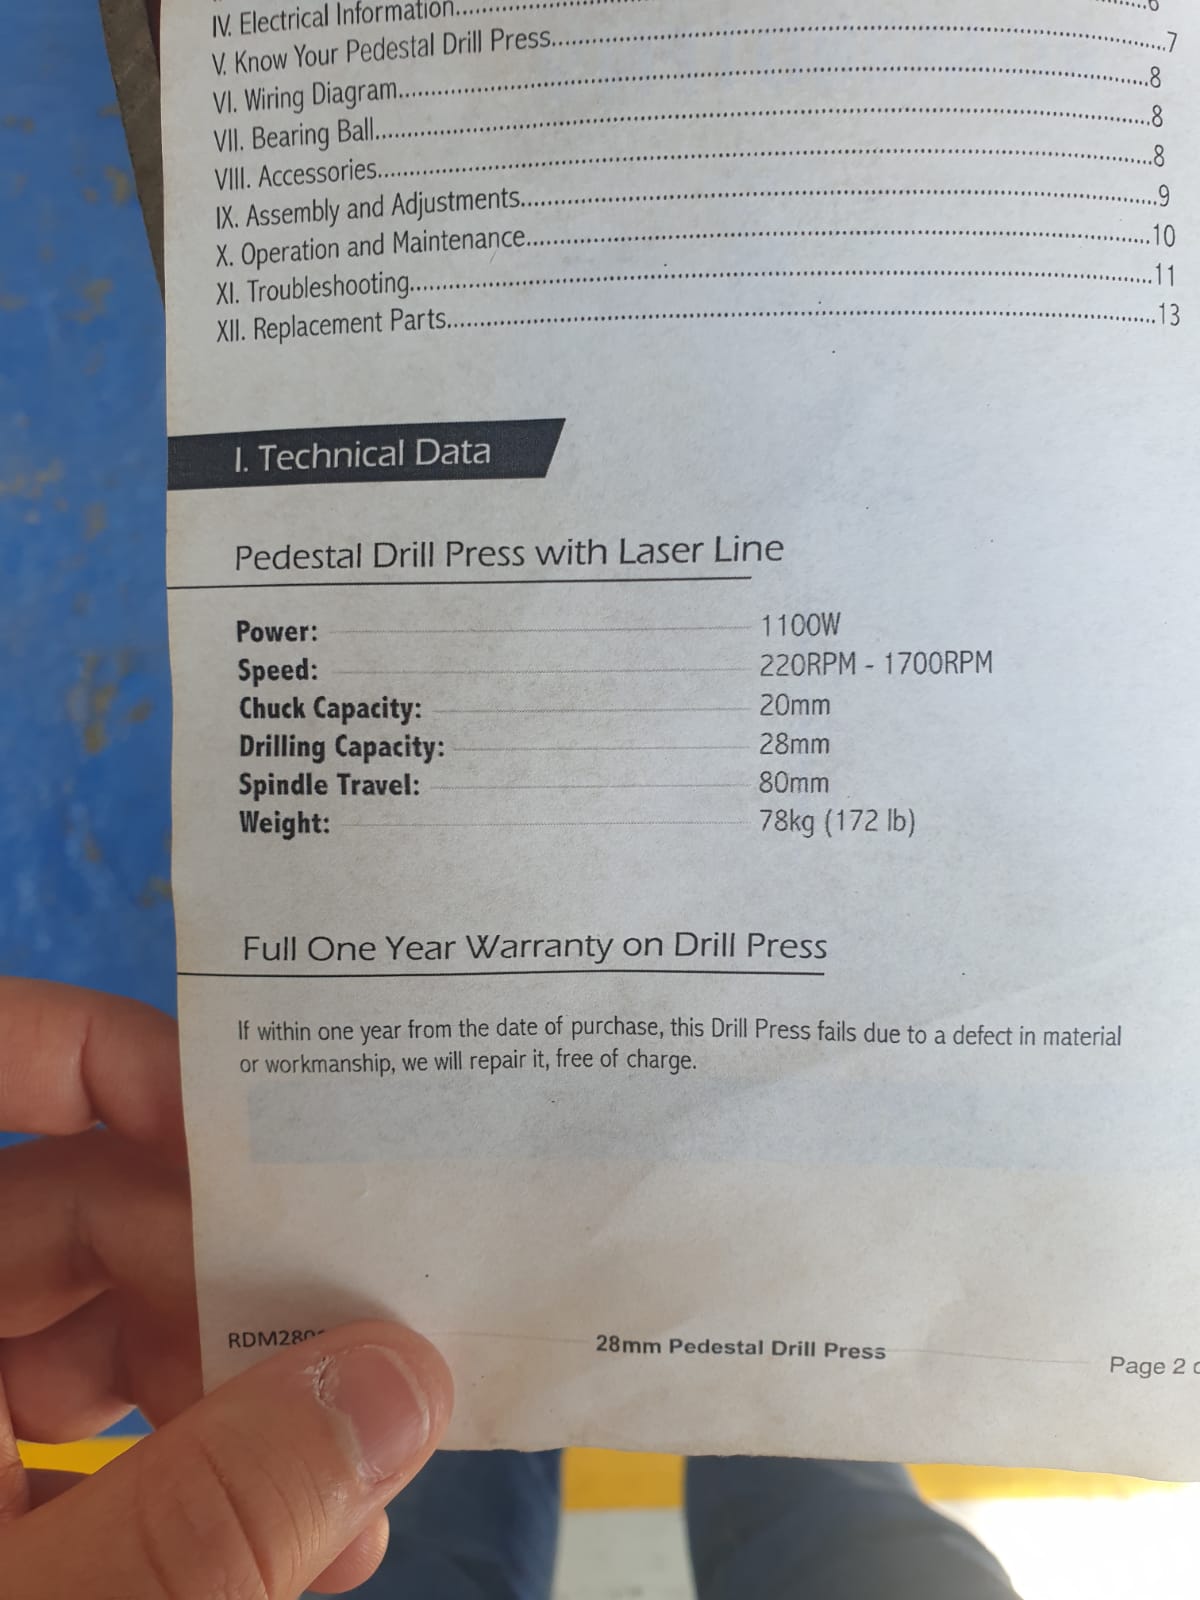 IV. Electrical Information..........6
V. Know Your Pedestal Drill Press..........7
VI. Wiring Diagram..........8
VII. Bearing Ball..........8
VIII. Accessories..........8
IX. Assembly and Adjustments..........9
X. Operation and Maintenance..........10
XI. Troubleshooting..........11
XII. Replacement Parts..........13
I. Technical Data
Pedestal Drill Press with Laser Line
Power: 1100W
Speed: 220RPM - 1700RPM
Chuck Capacity: 20mm
Drilling Capacity: 28mm
Spindle Travel: 80mm
Weight: 78kg (172 lb)
Full One Year Warranty on Drill Press
If within one year from the date of purchase, this Drill Press fails due to a defect in material
or workmanship, we will repair it, free of charge.
28mm Pedestal Drill Press
Page 2